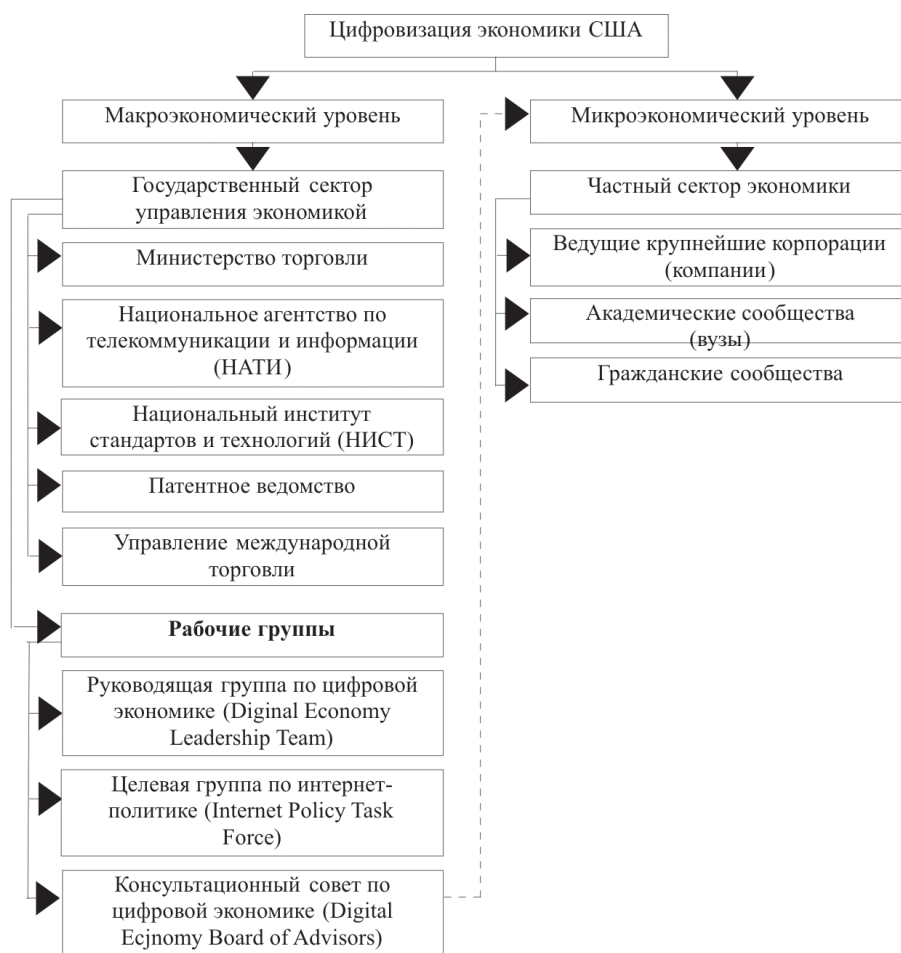 Цифровизация экономики США
Макроэкономический уровень
Государственный сектор
управления экономикой
Министерство торговли
Национальное агентство по
телекоммуникации и информации
(НАТИ)
Национальный институт
стандартов и технологий (НИСТ)
Патентное ведомство
Управление международной
торговли
Рабочие группы
Руководящая группа по цифровой
экономике (Diginal Economy
Leadership Team)
Целевая группа по интернет-
политике (Internet Policy Task
Force)
Консультационный совет по
цифровой экономике (Digital
Ecjnomy Board of Advisors)
Микроэкономический уровень
Частный сектор экономики
Ведущие крупнейшие корпорации
(компании)
Академические сообщества
(вузы)
Гражданские сообщества